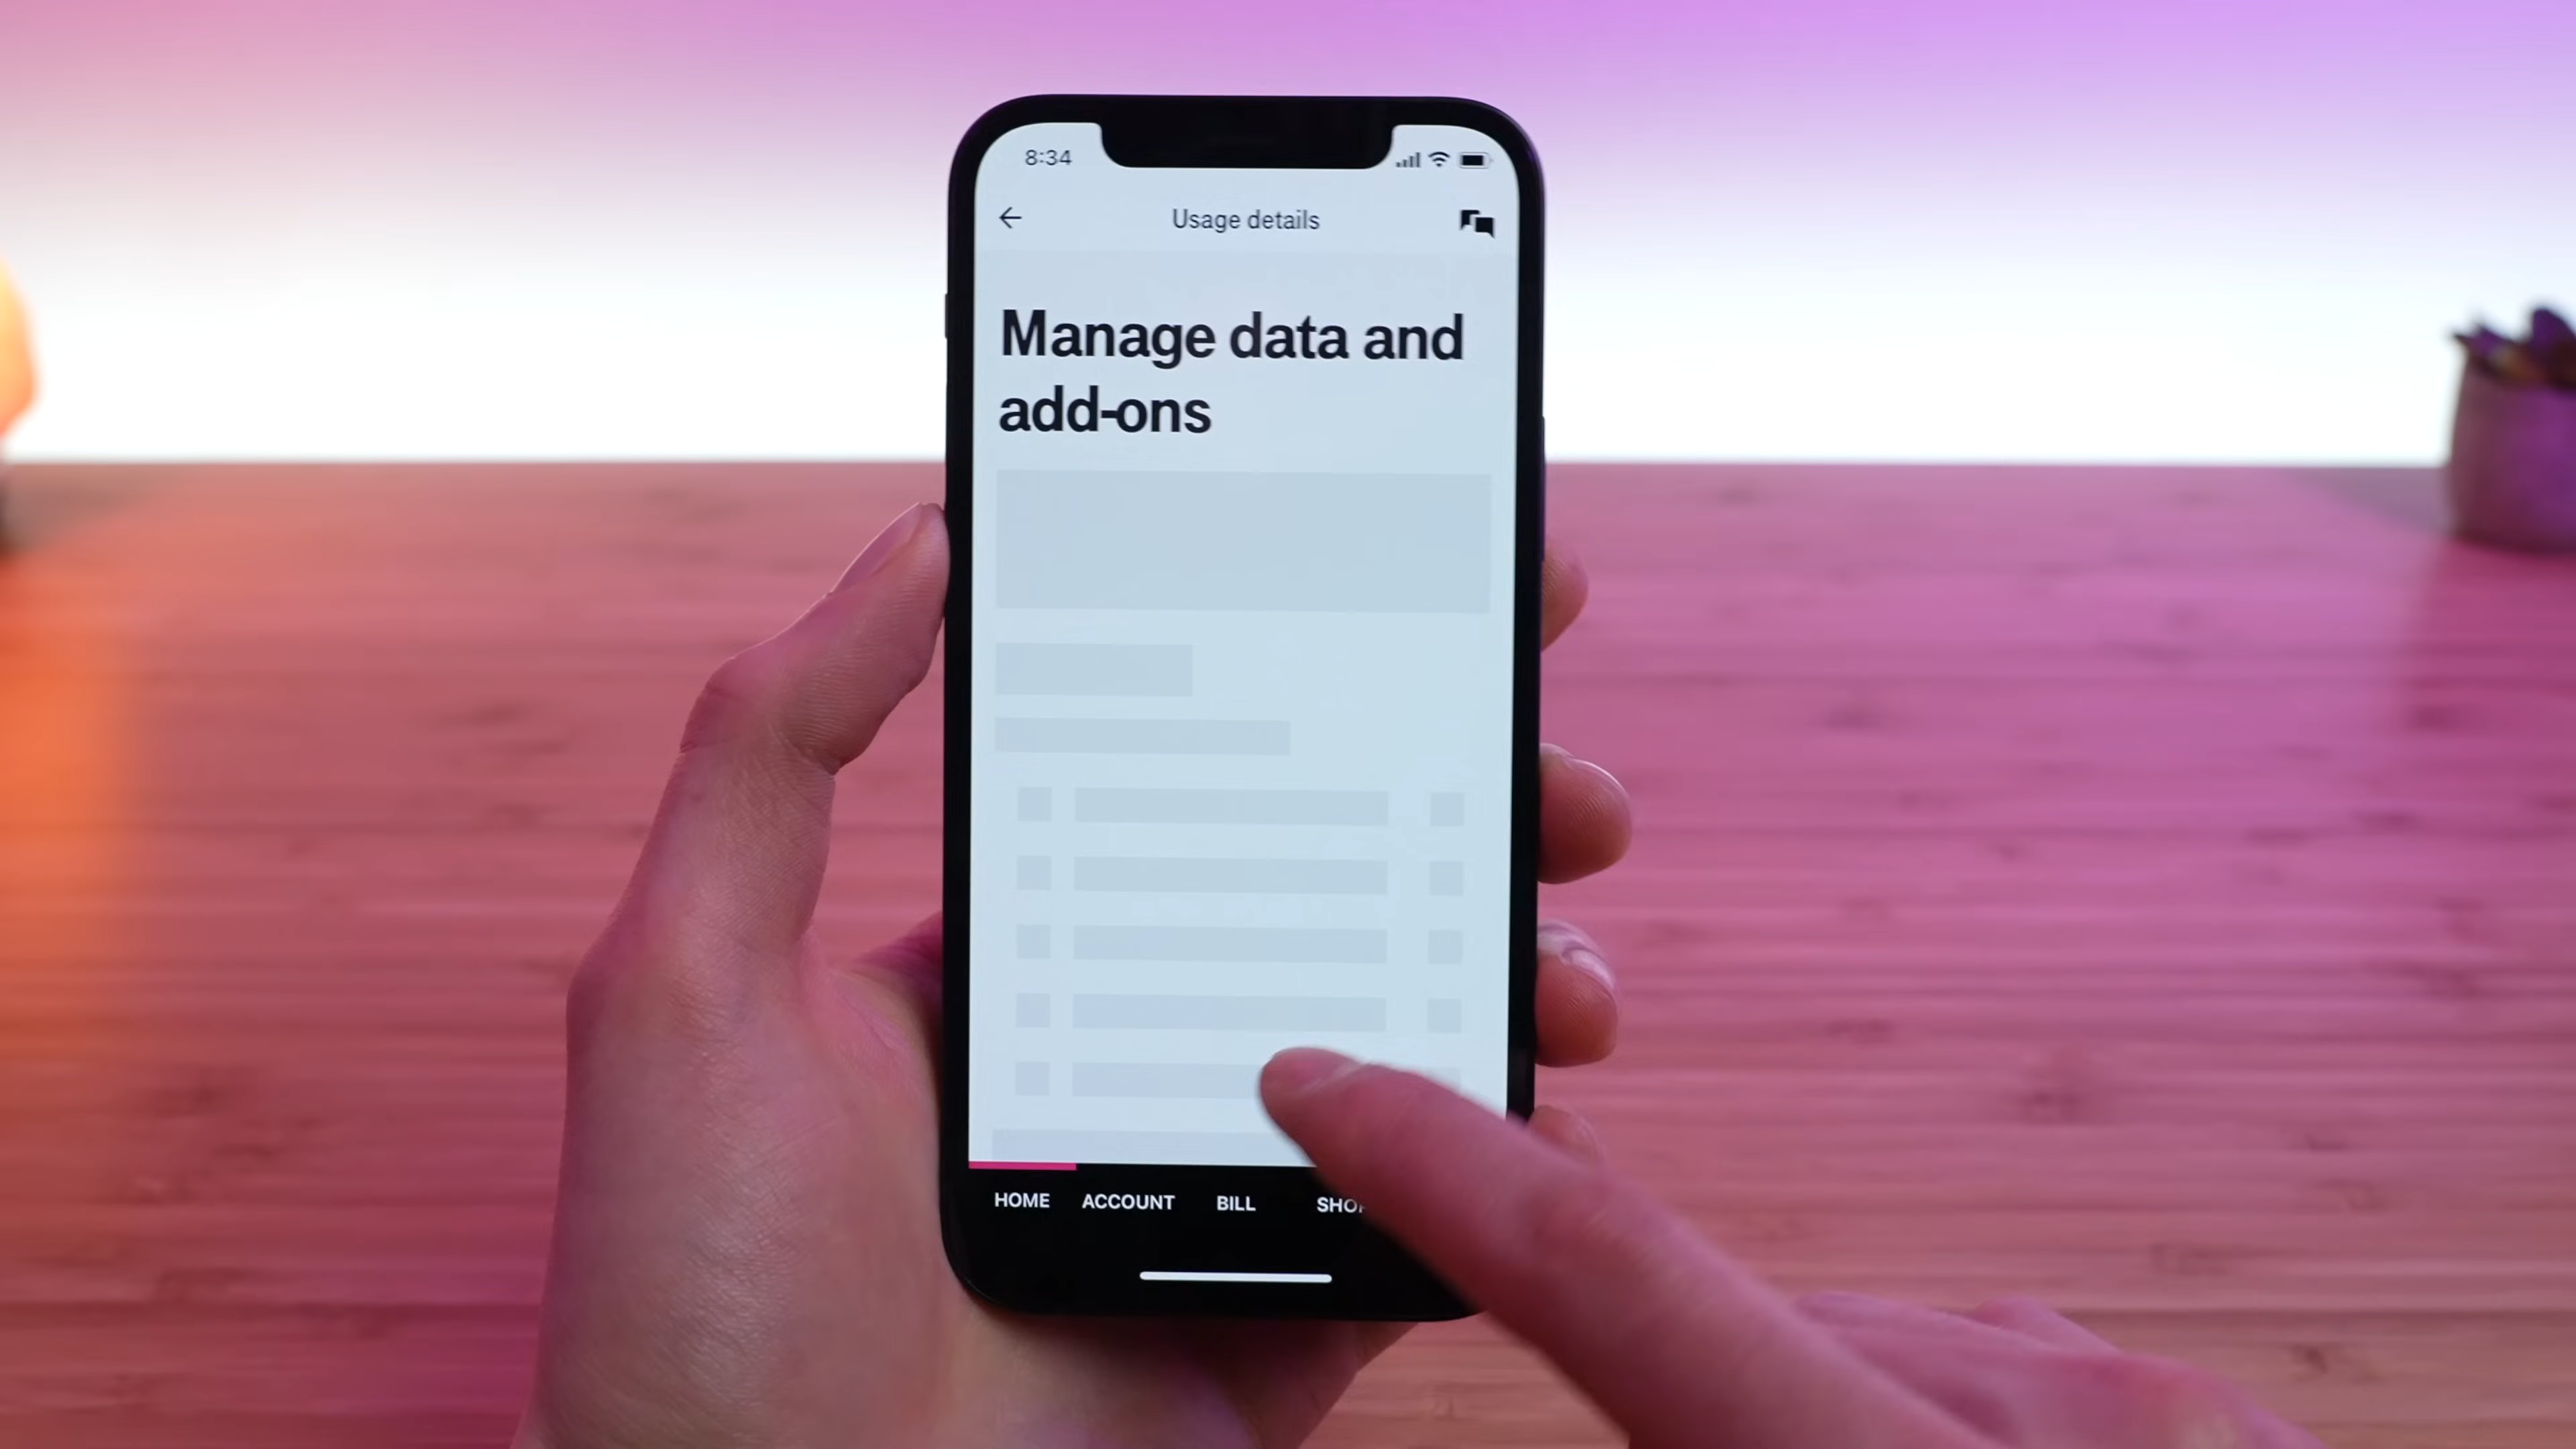 8:34
Usage details
Manage data and
add-ons
HOME ACCOUNT BILL